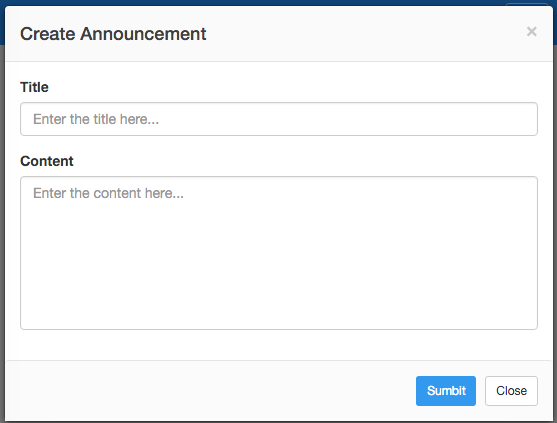 Create Announcement ×
Title
Enter the title here...
Content
Enter the content here...
Sumbit Close